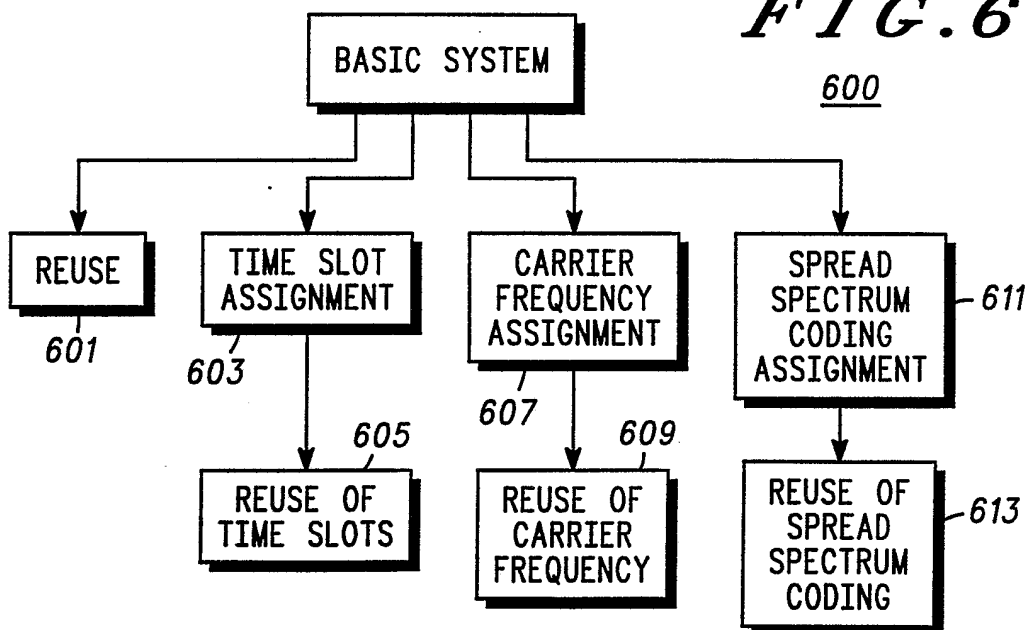 FIG.6
600
BASIC SYSTEM
REUSE
601
TIME SLOT
ASSIGNMENT
603
CARRIER
FREQUENCY
ASSIGNMENT
607
SPREAD
SPECTRUM
CODING
ASSIGNMENT
611
605
REUSE OF
TIME SLOTS
609
REUSE OF
CARRIER
FREQUENCY
REUSE OF
SPREAD
SPECTRUM
CODING
613